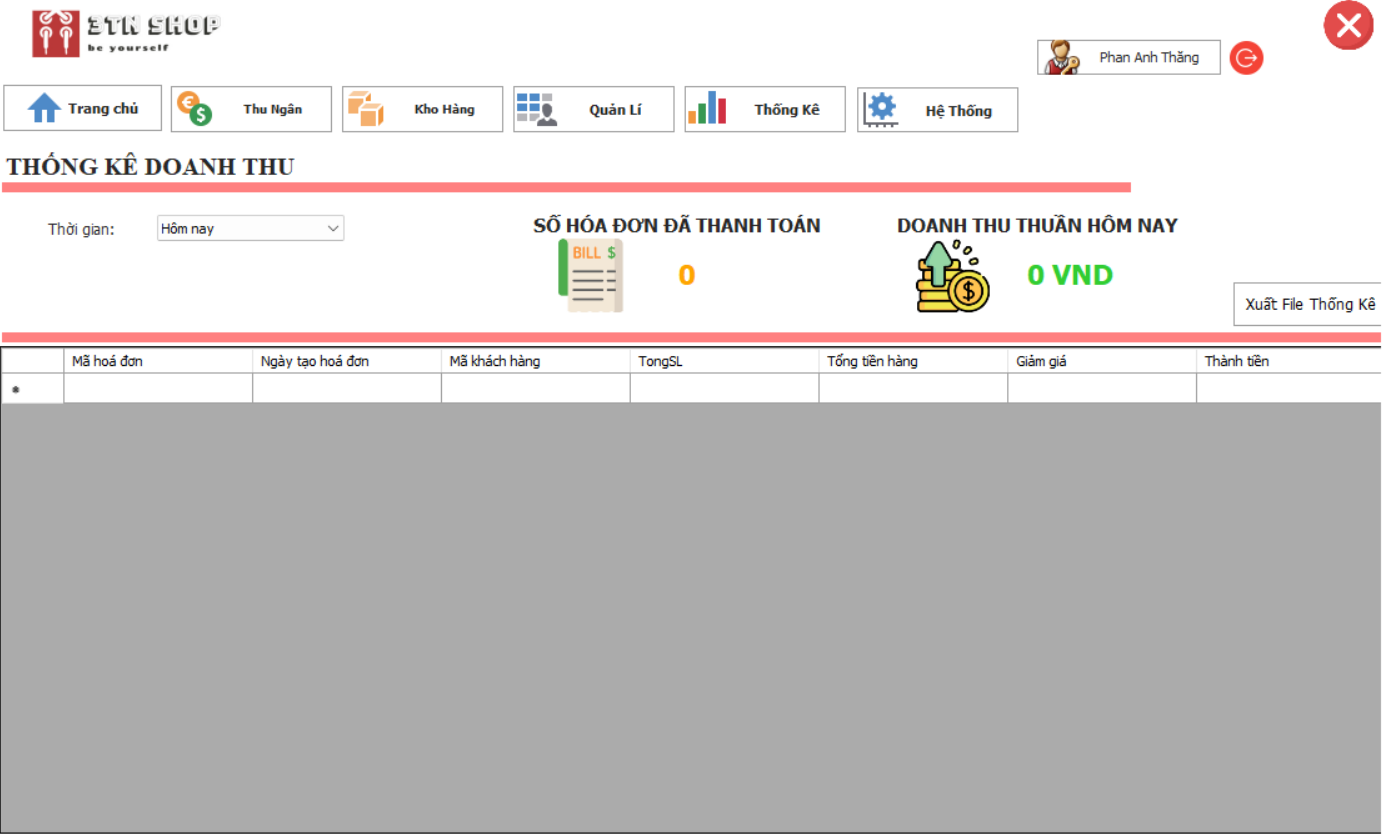 3TN SHOP
be yourself
Phan Anh Thăng
Trang chủ
Thu Ngân
Kho Hàng
Quản Lí
Thống Kê
Hệ Thống
THỐNG KÊ DOANH THU
Thời gian:
Hôm nay
SỐ HÓA ĐƠN ĐÃ THANH TOÁN
DOANH THU THUẦN HÔM NAY
BILL $
0
$
0 VND
Xuất File Thống Kê
Mã hoá đơn
Ngày tạo hoá đơn
Mã khách hàng
TongSL
Tổng tiền hàng
Giảm giá
Thành tiền